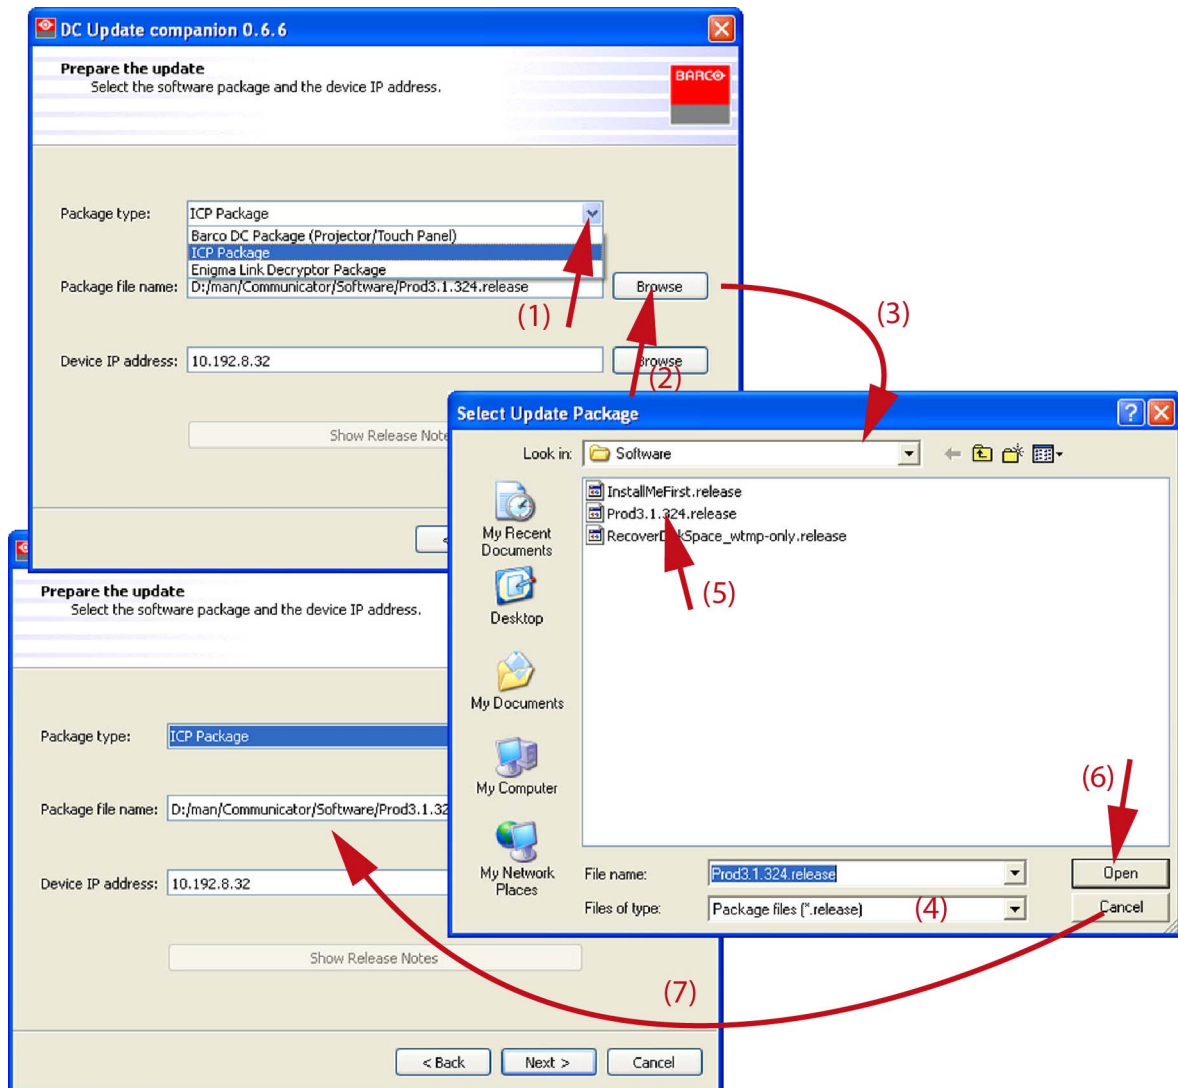 DC Update companion 0.6.6
Prepare the update
Select the software package and the device IP address.
BARCO
Package type:
ICP Package
Barco DC Package (Projector/Touch Panel)
ICP Package
Enigma Link Decryptor Package
Package file name:
D:/man/Communicator/Software/Prod3.1.324.release
Browse
(1)
(2)
(3)
Device IP address:
10.192.8.32
Browse
Show Release Note
<
Select Update Package
Look in:
Software
My Recent
Documents
Desktop
My Documents
My Computer
My Network
Places
InstallMeFirst.release
Prod3.1.324.release
RecoverDiskSpace_wtmp-only.release
(5)
(6)
File name:
Prod3.1.324.release
Open
Files of type:
Package files (*.release)
(4)
Cancel
Prepare the update
Select the software package and the device IP address.
Package type:
ICP Package
Package file name:
D:/man/Communicator/Software/Prod3.1.32
Device IP address:
10.192.8.32
Show Release Notes
(7)
< Back
Next >
Cancel